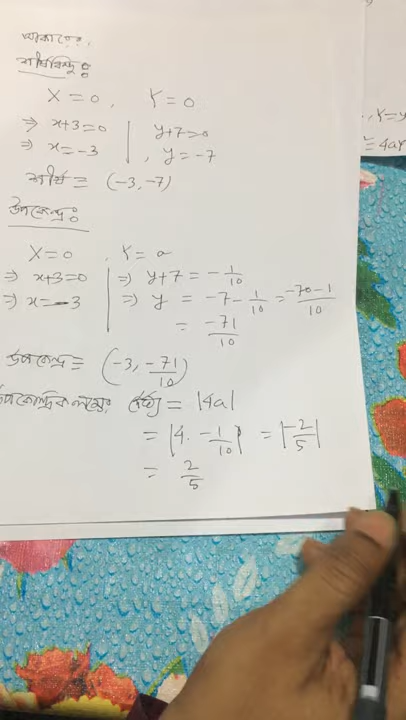 আকারের,
শীর্ষবিন্দুঃ
X = 0 , Y = 0
⇒ x+3=0 | y+7=0
⇒ x = -3 | , y = -7
শীর্ষ ≡ (-3, -7)
উপকেন্দ্রঃ
X = 0 , Y = a
⇒ x+3=0 | ⇒ y+7 = -1/10
⇒ x = -3 | ⇒ y = -7 - 1/10 = -70-1/10
= -71/10
উপকেন্দ্র ≡ (-3, -71/10)
উপকেন্দ্রিক লম্বের দৈর্ঘ্য = |4a|
= |4. -1/10| = |-2/5|
= 2/5
= 4ay